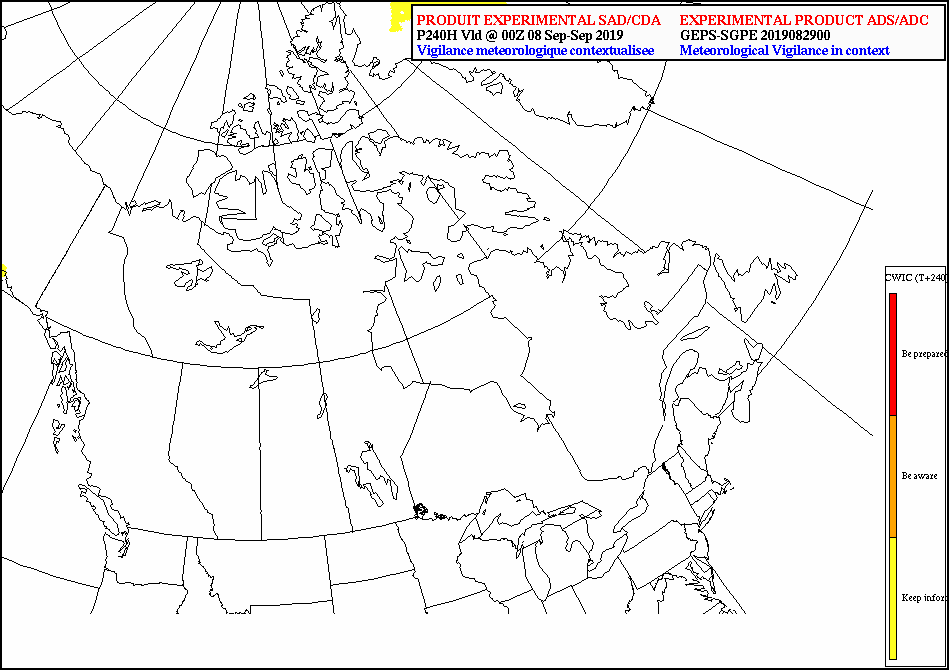 PRODUIT EXPERIMENTAL SAD/CDA EXPERIMENTAL PRODUCT ADS/ADC
P240H Vld @ 00Z 08 Sep-Sep 2019 GEPS-SGPE 2019082900
Vigilance meteorologique contextualisee Meteorological Vigilance in context
CWIC (T+240
Be prepared
Be aware
Keep infor